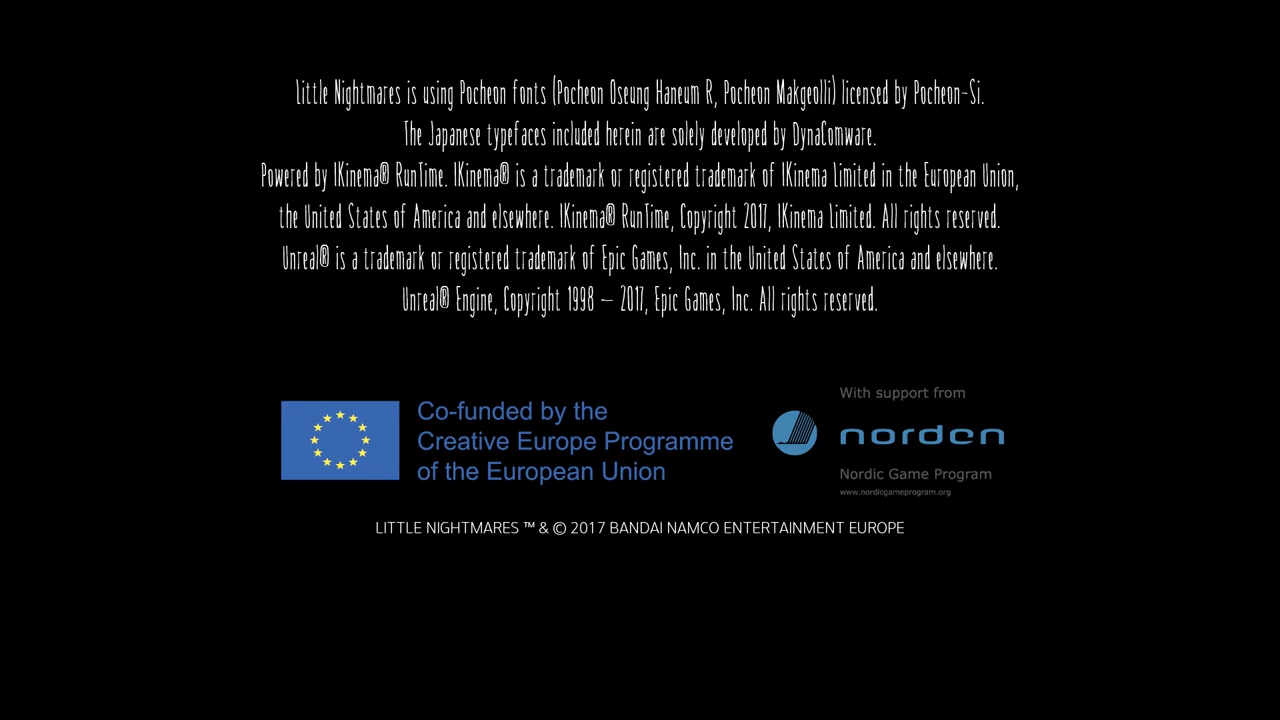 Little Nightmares is using Pocheon fonts (Pocheon Oseung Haneum R, Pocheon Makgeolli) licensed by Pocheon-Si.
The Japanese typefaces included herein are solely developed by DynaComware.
Powered by IKinema® RunTime. IKinema® is a trademark or registered trademark of IKinema Limited in the European Union,
the United States of America and elsewhere. IKinema® RunTime, Copyright 2017, IKinema Limited. All rights reserved.
Unreal® is a trademark or registered trademark of Epic Games, Inc. in the United States of America and elsewhere.
Unreal® Engine, Copyright 1998 – 2017, Epic Games, Inc. All rights reserved.
Co-funded by the
Creative Europe Programme
of the European Union
With support from
norden
Nordic Game Program
www.nordicgameprogram.org
LITTLE NIGHTMARES ™ & © 2017 BANDAI NAMCO ENTERTAINMENT EUROPE